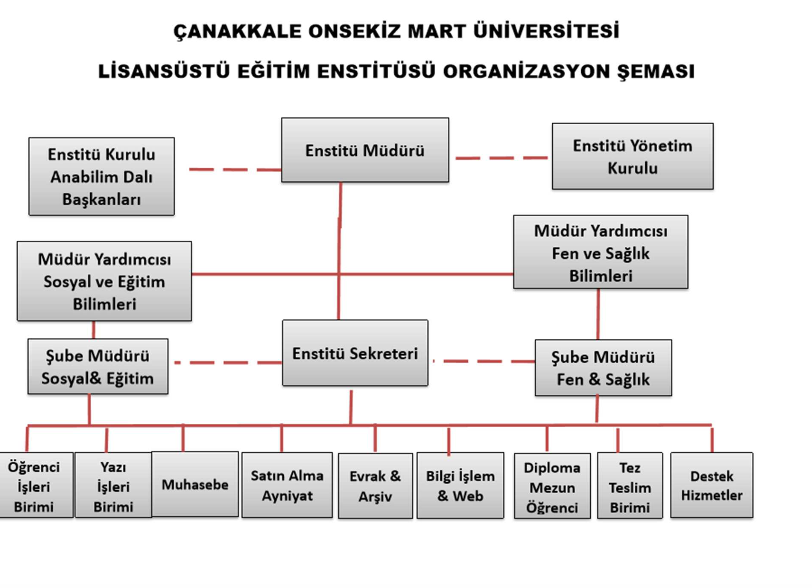 ÇANAKKALE ONSEKİZ MART ÜNİVERSİTESİ
LİSANSÜSTÜ EĞİTİM ENSTİTÜSÜ ORGANİZASYON ŞEMASI
Enstitü Kurulu
Anabilim Dalı
Başkanları
Enstitü Müdürü
Enstitü Yönetim
Kurulu
Müdür Yardımcısı
Sosyal ve Eğitim
Bilimleri
Müdür Yardımcısı
Fen ve Sağlık
Bilimleri
Şube Müdürü
Sosyal& Eğitim
Enstitü Sekreteri
Şube Müdürü
Fen & Sağlık
Öğrenci
İşleri
Birimi
Yazı
İşleri
Birimi
Muhasebe
Satın Alma
Ayniyat
Evrak &
Arşiv
Bilgi İşlem
& Web
Diploma
Mezun
Öğrenci
Tez
Teslim
Birimi
Destek
Hizmetler